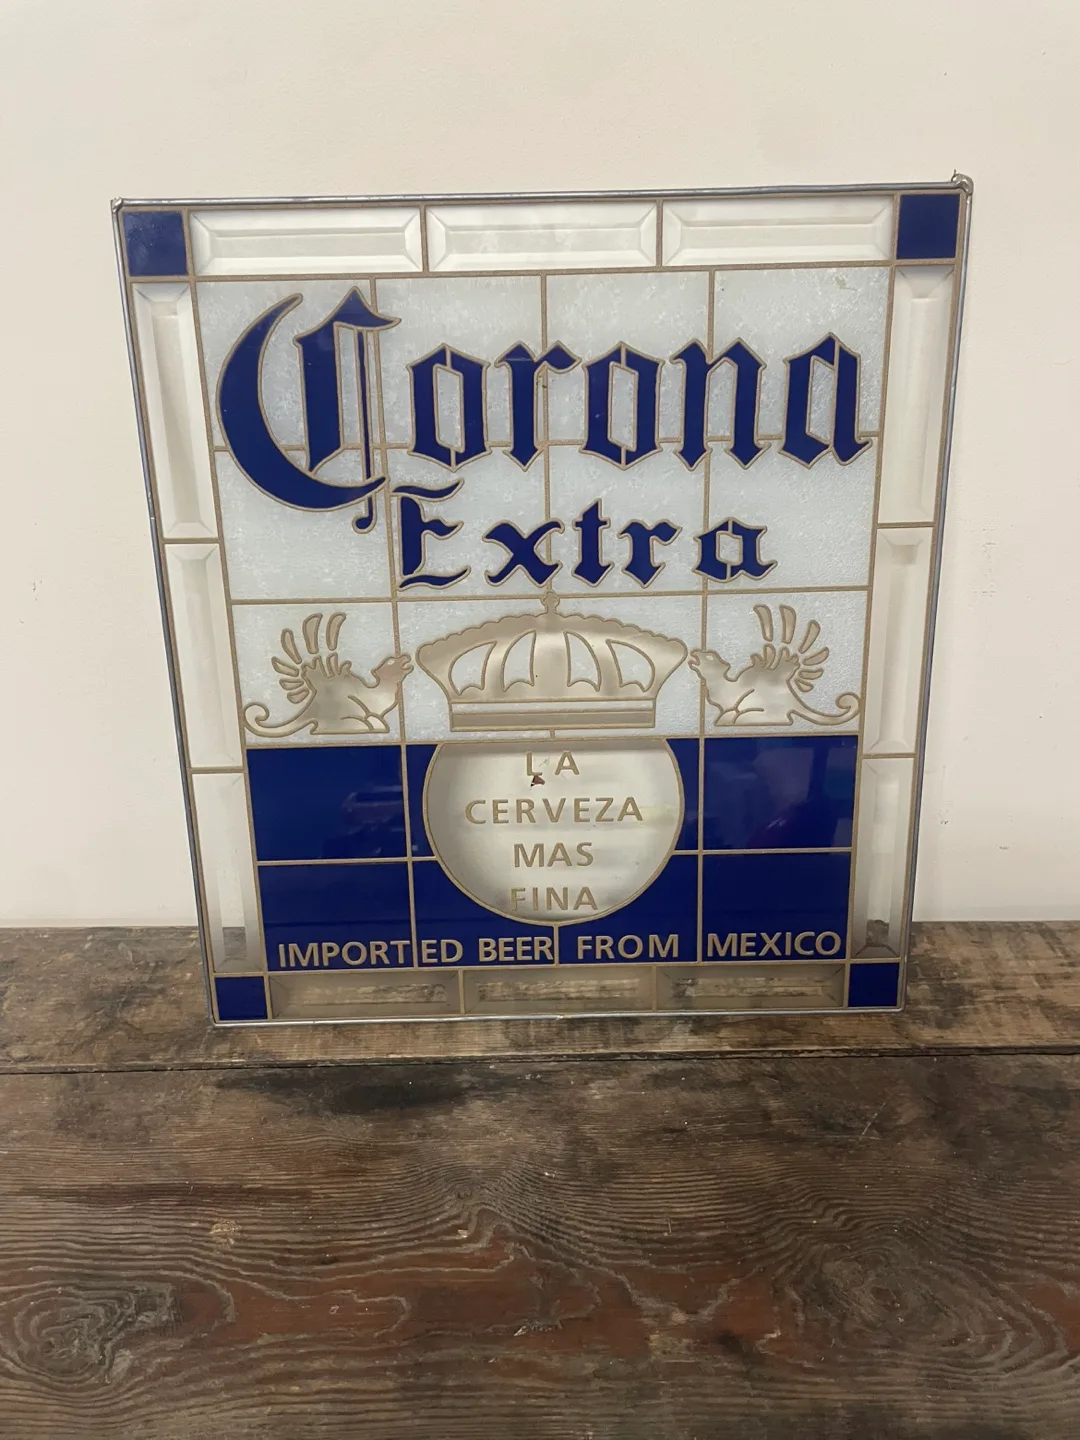 Corona
Extra
LA
CERVEZA
MAS
FINA
IMPORTED BEER FROM MEXICO